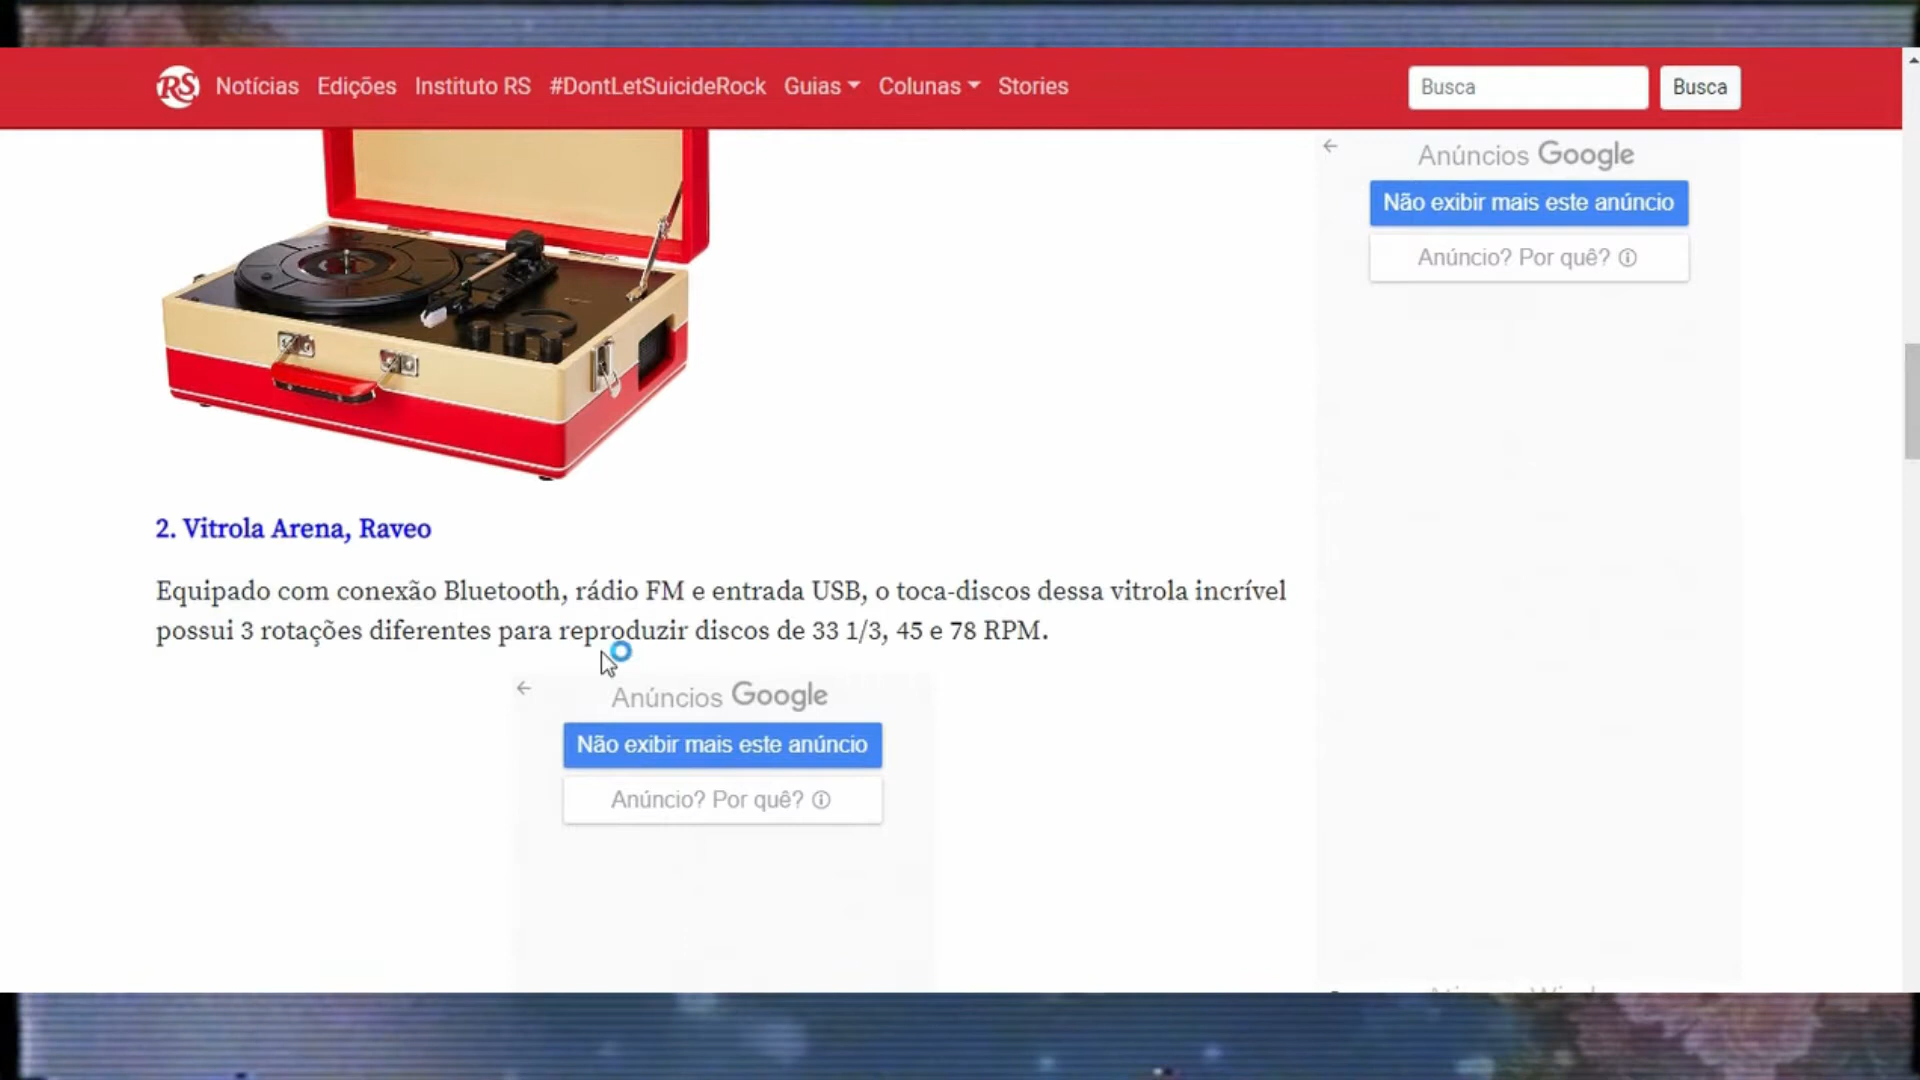 RS Notícias Edições Instituto RS #DontLetSuicideRock Guias Colunas Stories Busca Busca
Anúncios Google
Não exibir mais este anúncio
Anúncio? Por quê?
2. Vitrola Arena, Raveo
Equipado com conexão Bluetooth, rádio FM e entrada USB, o toca-discos dessa vitrola incrível
possui 3 rotações diferentes para reproduzir discos de 33 1/3, 45 e 78 RPM.
Anúncios Google
Não exibir mais este anúncio
Anúncio? Por quê?